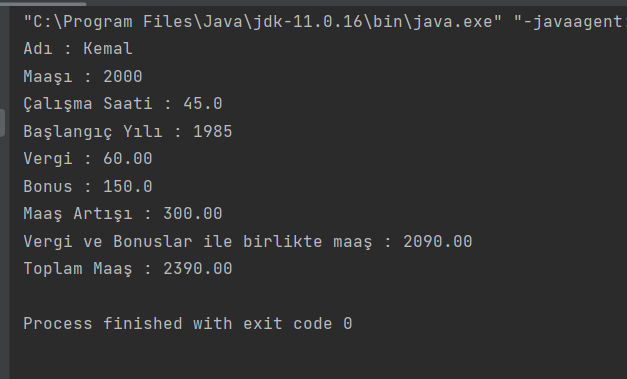 "C:\Program Files\Java\jdk-11.0.16\bin\java.exe" "-javaagent:
Adı : Kemal
Maaşı : 2000
Çalışma Saati : 45.0
Başlangıç Yılı : 1985
Vergi : 60.00
Bonus : 150.0
Maaş Artışı : 300.00
Vergi ve Bonuslar ile birlikte maaş : 2090.00
Toplam Maaş : 2390.00
Process finished with exit code 0